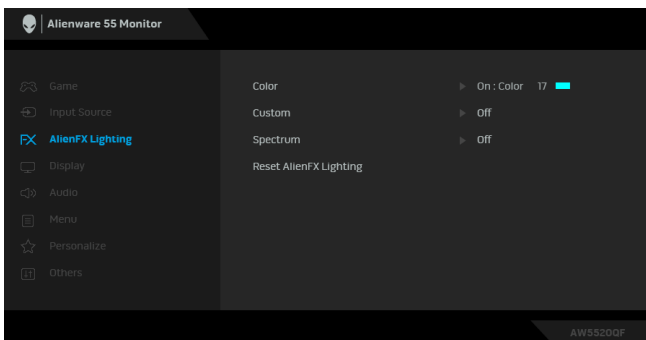 Alienware 55 Monitor
Game
Color On : Color 17
Input Source
Custom Off
FX AlienFX Lighting
Spectrum Off
Display
Reset AlienFX Lighting
Audio
Menu
Personalize
Others
AW5520QF